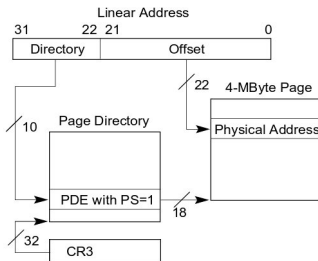 Linear Address
31 22 21 0
Directory Offset
22 4-MByte Page
10 Page Directory Physical Address
PDE with PS=1 18
32 CR3